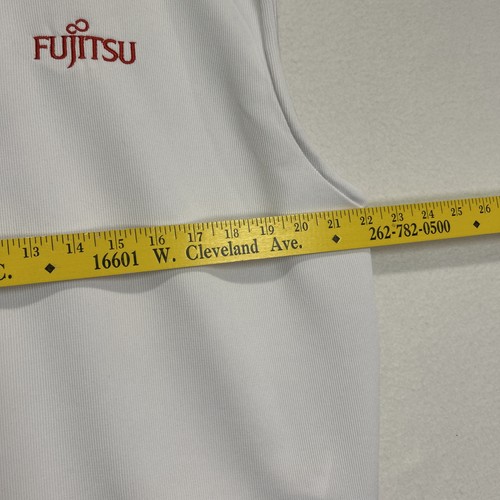 FUJITSU
13 14 15 16 17 18 19 20 21 22 23 24 25 26
C. ◆ 16601 W. Cleveland Ave. ◆ 262-782-0500